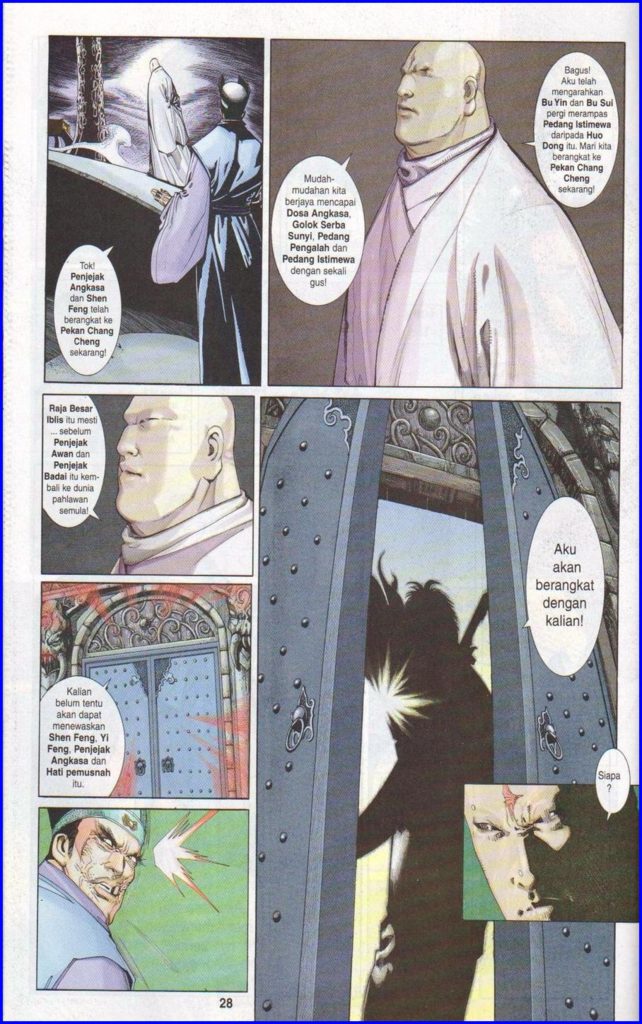 Tok!
Penjejak
Angkasa
dan Shen
Feng telah
berangkat ke
Pekan Chang
Cheng
sekarang!
Bagus!
Aku telah
mengarahkan
Bu Yin dan Bu Sui
pergi merampas
Pedang Istimewa
daripada Huo
Dong itu. Mari kita
berangkat ke
Pekan Chang
Cheng
sekarang!
Mudah-
mudahan kita
berjaya mencapai
Dosa Angkasa,
Golok Serba
Sunyi, Pedang
Pengalah dan
Pedang Istimewa
dengan sekali
gus!
Raja Besar
Iblis itu mesti
... sebelum
Penjejak
Awan dan
Penjejak
Badai itu kem-
bali ke dunia
pahlawan
semula!
Kalian
belum tentu
akan dapat
menewaskan
Shen Feng, Yi
Feng, Penjejak
Angkasa dan
Hati pemusnah
itu.
Aku
akan
berangkat
dengan
kalian!
Siapa
?
28